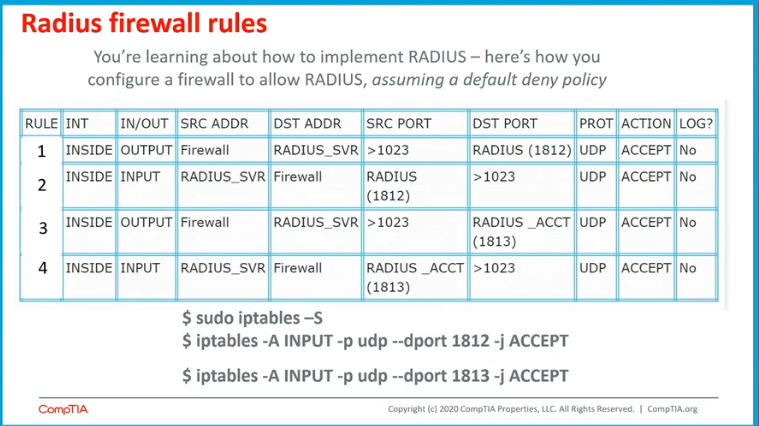 Radius firewall rules
You're learning about how to implement RADIUS – here's how you
configure a firewall to allow RADIUS, assuming a default deny policy
RULE INT IN/OUT SRC ADDR DST ADDR SRC PORT DST PORT PROT ACTION LOG?
1 INSIDE OUTPUT Firewall RADIUS_SVR >1023 RADIUS (1812) UDP ACCEPT No
2 INSIDE INPUT RADIUS_SVR Firewall RADIUS >1023 UDP ACCEPT No
(1812)
3 INSIDE OUTPUT Firewall RADIUS_SVR >1023 RADIUS _ACCT UDP ACCEPT No
(1813)
4 INSIDE INPUT RADIUS_SVR Firewall RADIUS _ACCT >1023 UDP ACCEPT No
(1813)
$ sudo iptables –S
$ iptables -A INPUT -p udp --dport 1812 -j ACCEPT
$ iptables -A INPUT -p udp --dport 1813 -j ACCEPT
CompTIA. Copyright (c) 2020 CompTIA Properties, LLC. All Rights Reserved. | CompTIA.org